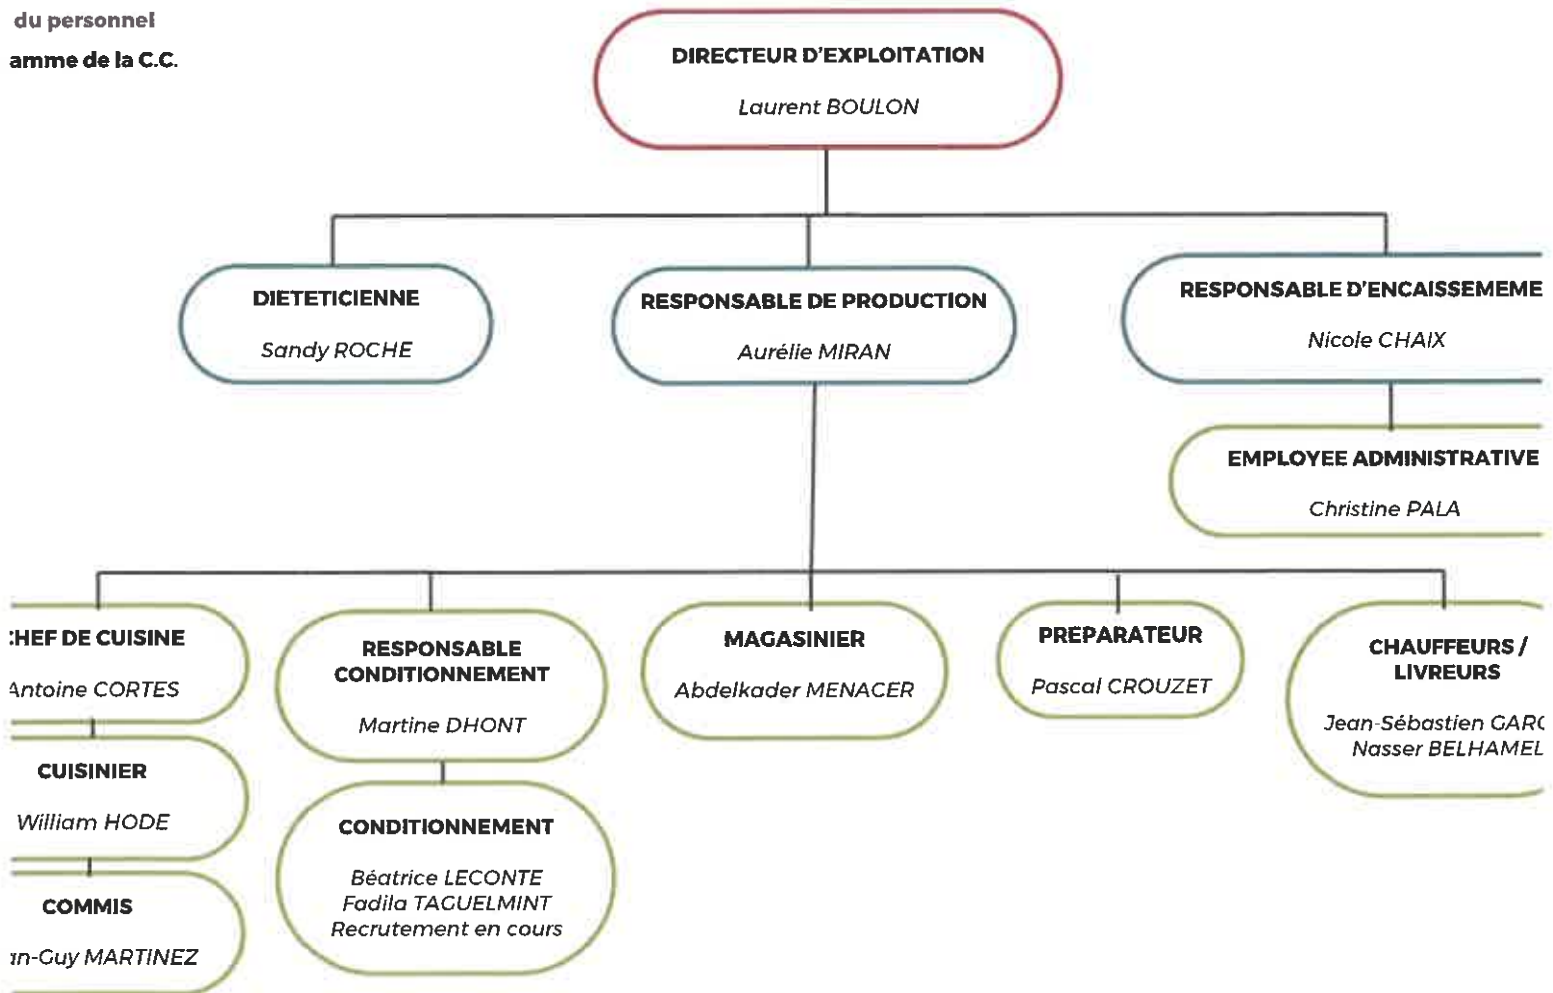 du personnel
amme de la C.C.
DIRECTEUR D'EXPLOITATION
Laurent BOULON
DIETETICIENNE
Sandy ROCHE
RESPONSABLE DE PRODUCTION
Aurélie MIRAN
RESPONSABLE D'ENCAISSEMEME
Nicole CHAIX
EMPLOYEE ADMINISTRATIVE
Christine PALA
CHEF DE CUISINE
Antoine CORTES
CUISINIER
William HODE
COMMIS
an-Guy MARTINEZ
RESPONSABLE
CONDITIONNEMENT
Martine DHONT
CONDITIONNEMENT
Béatrice LECONTE
Fadila TAGUELMINT
Recrutement en cours
MAGASINIER
Abdelkader MENACER
PREPARATEUR
Pascal CROUZET
CHAUFFEURS /
LIVREURS
Jean-Sébastien GARC
Nasser BELHAMEL